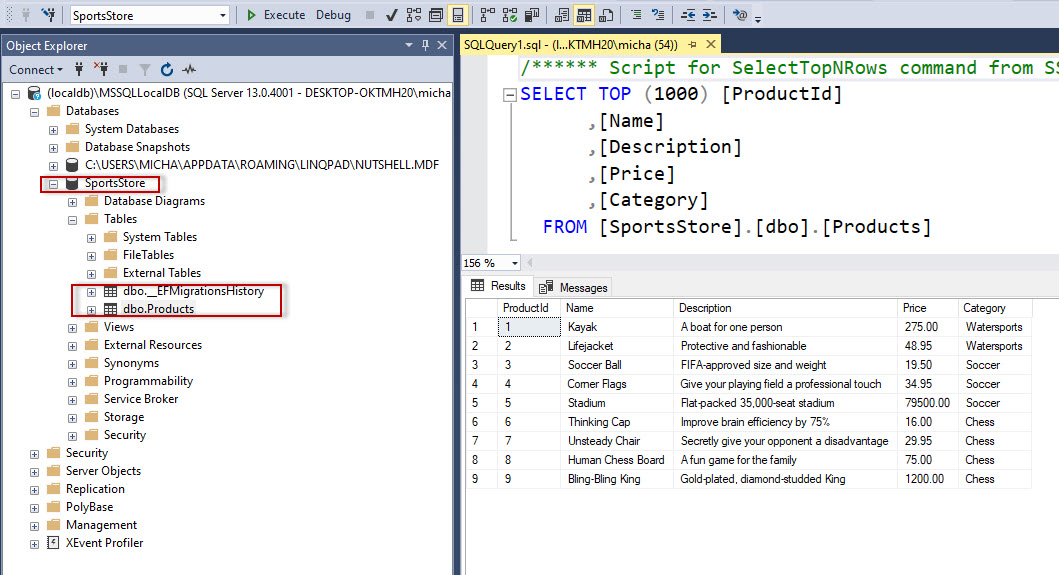 SportsStore
Execute
Debug
Object Explorer
Connect
(localdb)\MSSQLLocalDB (SQL Server 13.0.4001 - DESKTOP-OKTMH20\micha
Databases
System Databases
Database Snapshots
C:\USERS\MICHA\APPDATA\ROAMING\LINQPAD\NUTSHELL.MDF
SportsStore
Database Diagrams
Tables
System Tables
FileTables
External Tables
dbo.__EFMigrationsHistory
dbo.Products
Views
External Resources
Synonyms
Programmability
Service Broker
Storage
Security
Security
Server Objects
Replication
PolyBase
Management
XEvent Profiler
SQLQuery1.sql - (l...KTMH20\micha (54))
/****** Script for SelectTopNRows command from SS
SELECT TOP (1000) [ProductId]
,[Name]
,[Description]
,[Price]
,[Category]
FROM [SportsStore].[dbo].[Products]
156 %
Results Messages
ProductId Name Description Price Category
1 1 Kayak A boat for one person 275.00 Watersports
2 2 Lifejacket Protective and fashionable 48.95 Watersports
3 3 Soccer Ball FIFA-approved size and weight 19.50 Soccer
4 4 Corner Flags Give your playing field a professional touch 34.95 Soccer
5 5 Stadium Flat-packed 35,000-seat stadium 79500.00 Soccer
6 6 Thinking Cap Improve brain efficiency by 75% 16.00 Chess
7 7 Unsteady Chair Secretly give your opponent a disadvantage 29.95 Chess
8 8 Human Chess Board A fun game for the family 75.00 Chess
9 9 Bling-Bling King Gold-plated, diamond-studded King 1200.00 Chess